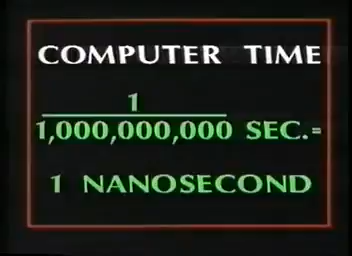 COMPUTER TIME
1
1,000,000,000 SEC.=
1 NANOSECOND